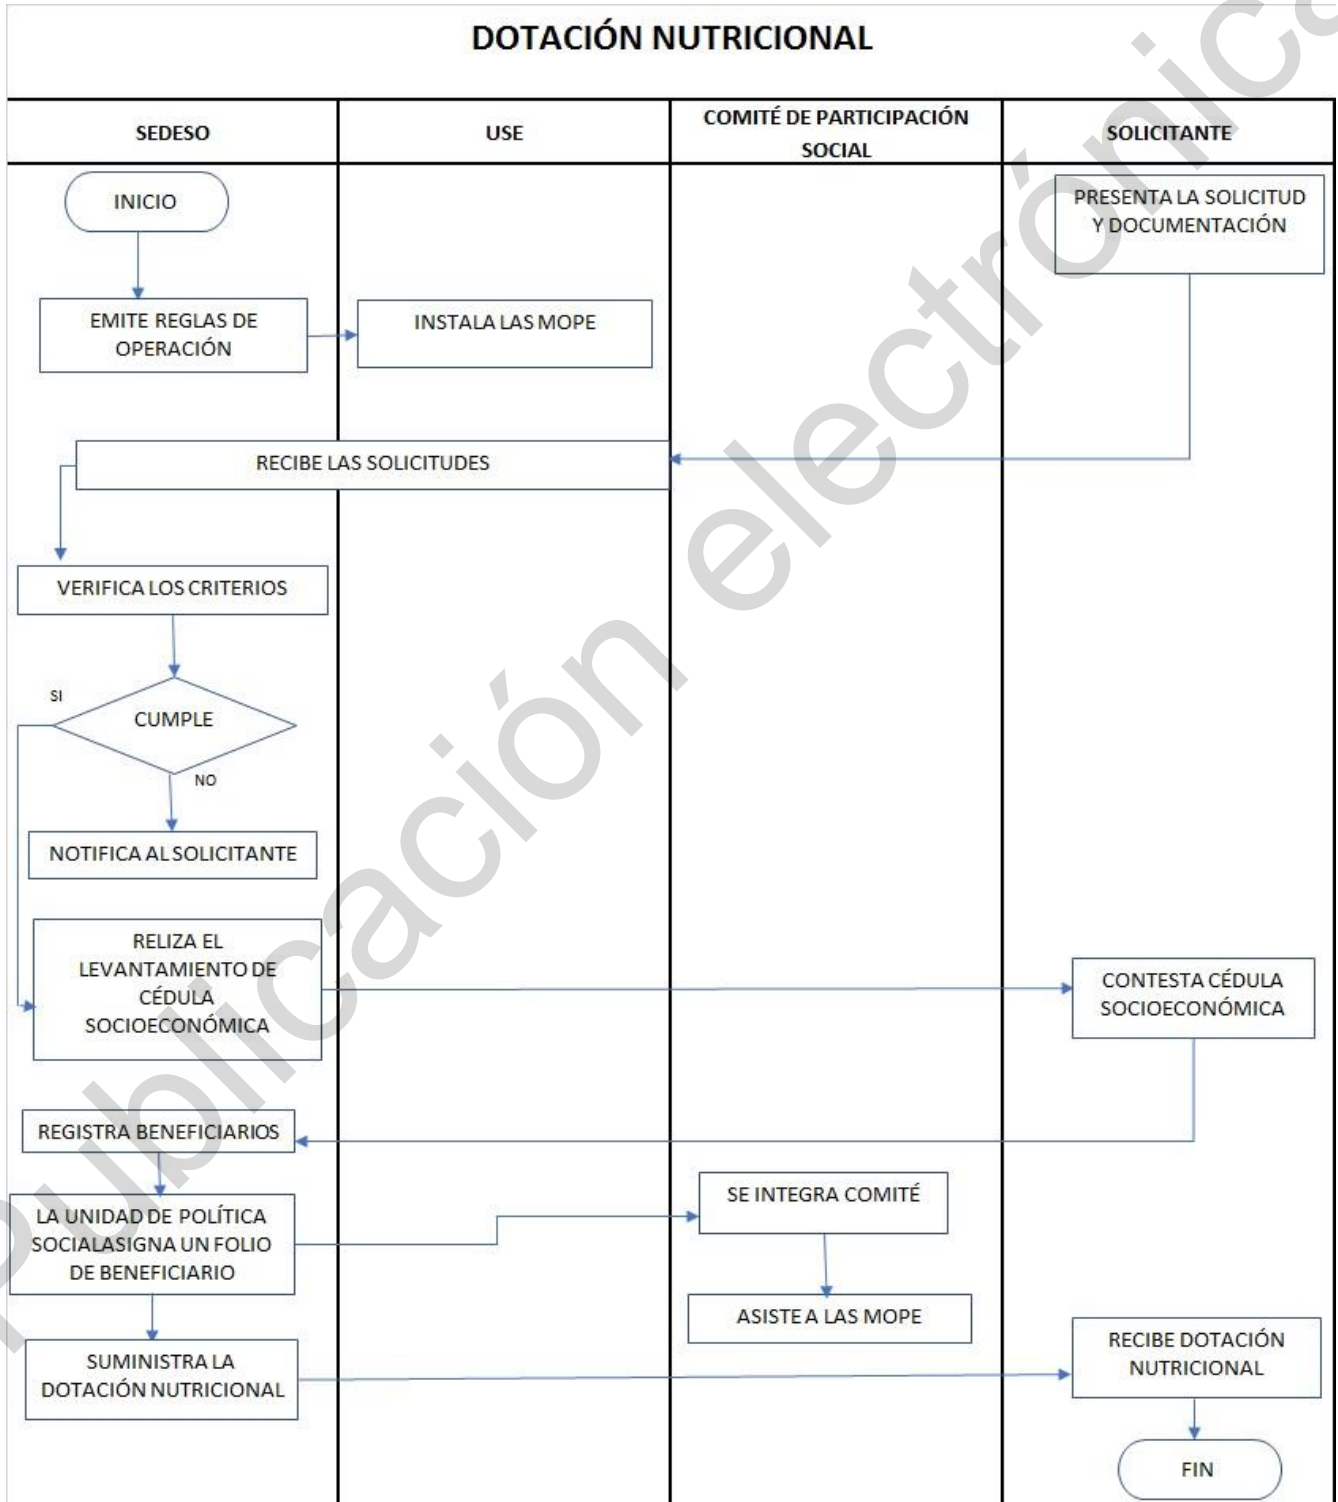 DOTACIÓN NUTRICIONAL
SEDESO
USE
COMITÉ DE PARTICIPACIÓN
SOCIAL
SOLICITANTE
INICIO
PRESENTA LA SOLICITUD
Y DOCUMENTACIÓN
EMITE REGLAS DE
OPERACIÓN
INSTALA LAS MOPE
RECIBE LAS SOLICITUDES
VERIFICA LOS CRITERIOS
SI
CUMPLE
NO
NOTIFICA AL SOLICITANTE
RELIZA EL
LEVANTAMIENTO DE
CÉDULA
SOCIOECONÓMICA
CONTESTA CÉDULA
SOCIOECONÓMICA
REGISTRA BENEFICIARIOS
LA UNIDAD DE POLÍTICA
SOCIALASIGNA UN FOLIO
DE BENEFICIARIO
SE INTEGRA COMITÉ
ASISTE A LAS MOPE
SUMINISTRA LA
DOTACIÓN NUTRICIONAL
RECIBE DOTACIÓN
NUTRICIONAL
FIN
Publicación electrónica